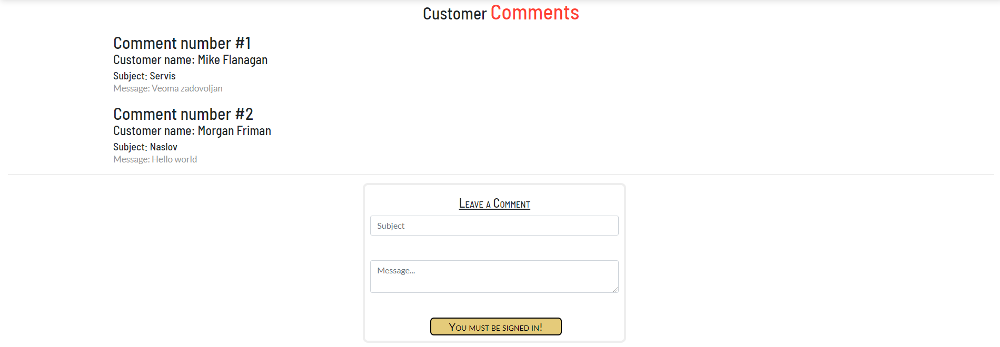 Customer Comments
Comment number #1
Customer name: Mike Flanagan
Subject: Servis
Message: Veoma zadovoljan
Comment number #2
Customer name: Morgan Friman
Subject: Naslov
Message: Hello world
Leave a Comment
Subject
Message...
You must be signed in!